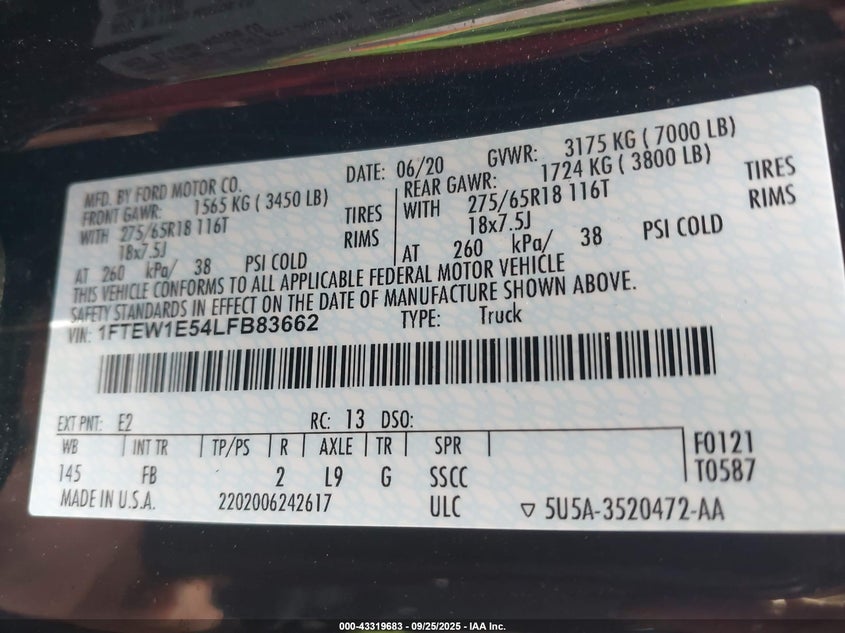 MFD. BY FORD MOTOR CO.
DATE: 06/20 GVWR: 3175 KG ( 7000 LB)
FRONT GAWR: 1565 KG ( 3450 LB) REAR GAWR: 1724 KG ( 3800 LB)
WITH 275/65R18 116T TIRES WITH 275/65R18 116T TIRES
18x7.5J RIMS 18x7.5J RIMS
AT 260 kPa/ 38 PSI COLD AT 260 kPa/ 38 PSI COLD
THIS VEHICLE CONFORMS TO ALL APPLICABLE FEDERAL MOTOR VEHICLE
SAFETY STANDARDS IN EFFECT ON THE DATE OF MANUFACTURE SHOWN ABOVE.
VIN: 1FTEW1E54LFB83662 TYPE: Truck
EXT PNT: E2 RC: 13 DSO:
WB INT TR TP/PS R AXLE TR SPR F0121
145 FB 2 L9 G SSCC T0587
MADE IN U.S.A. 2202006242617 ULC ▽ 5U5A-3520472-AA
000-43319683 - 09/25/2025 - IAA Inc.